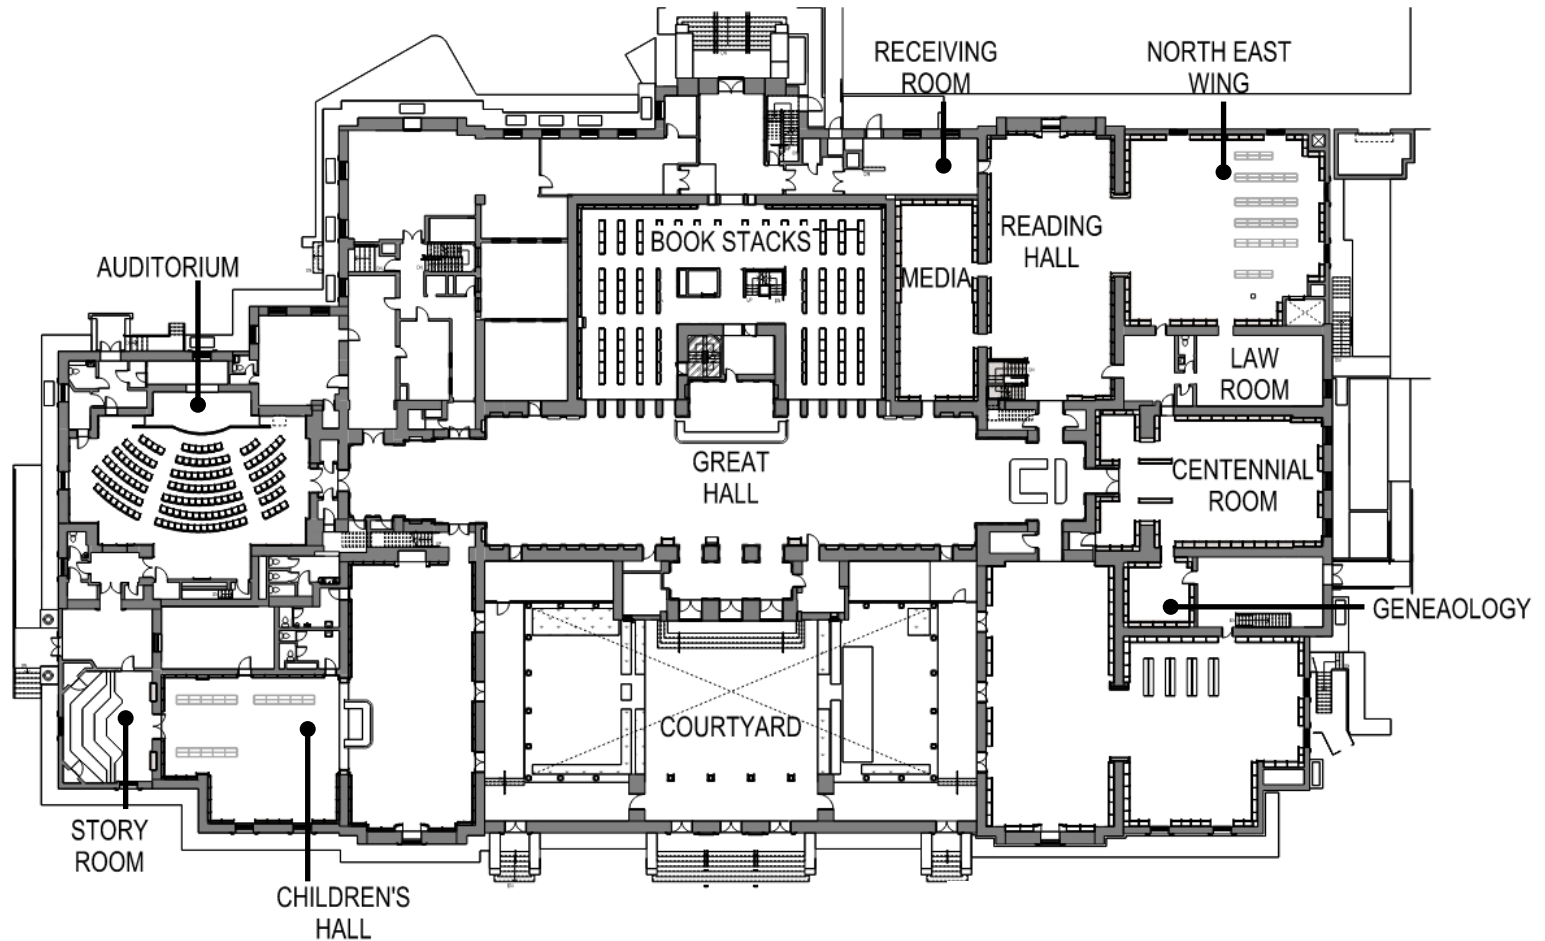 RECEIVING
ROOM
NORTH EAST
WING
READING
HALL
BOOK STACKS
MEDIA
AUDITORIUM
LAW
ROOM
GREAT
HALL
CENTENNIAL
ROOM
GENEAOLOGY
COURTYARD
STORY
ROOM
CHILDREN'S
HALL